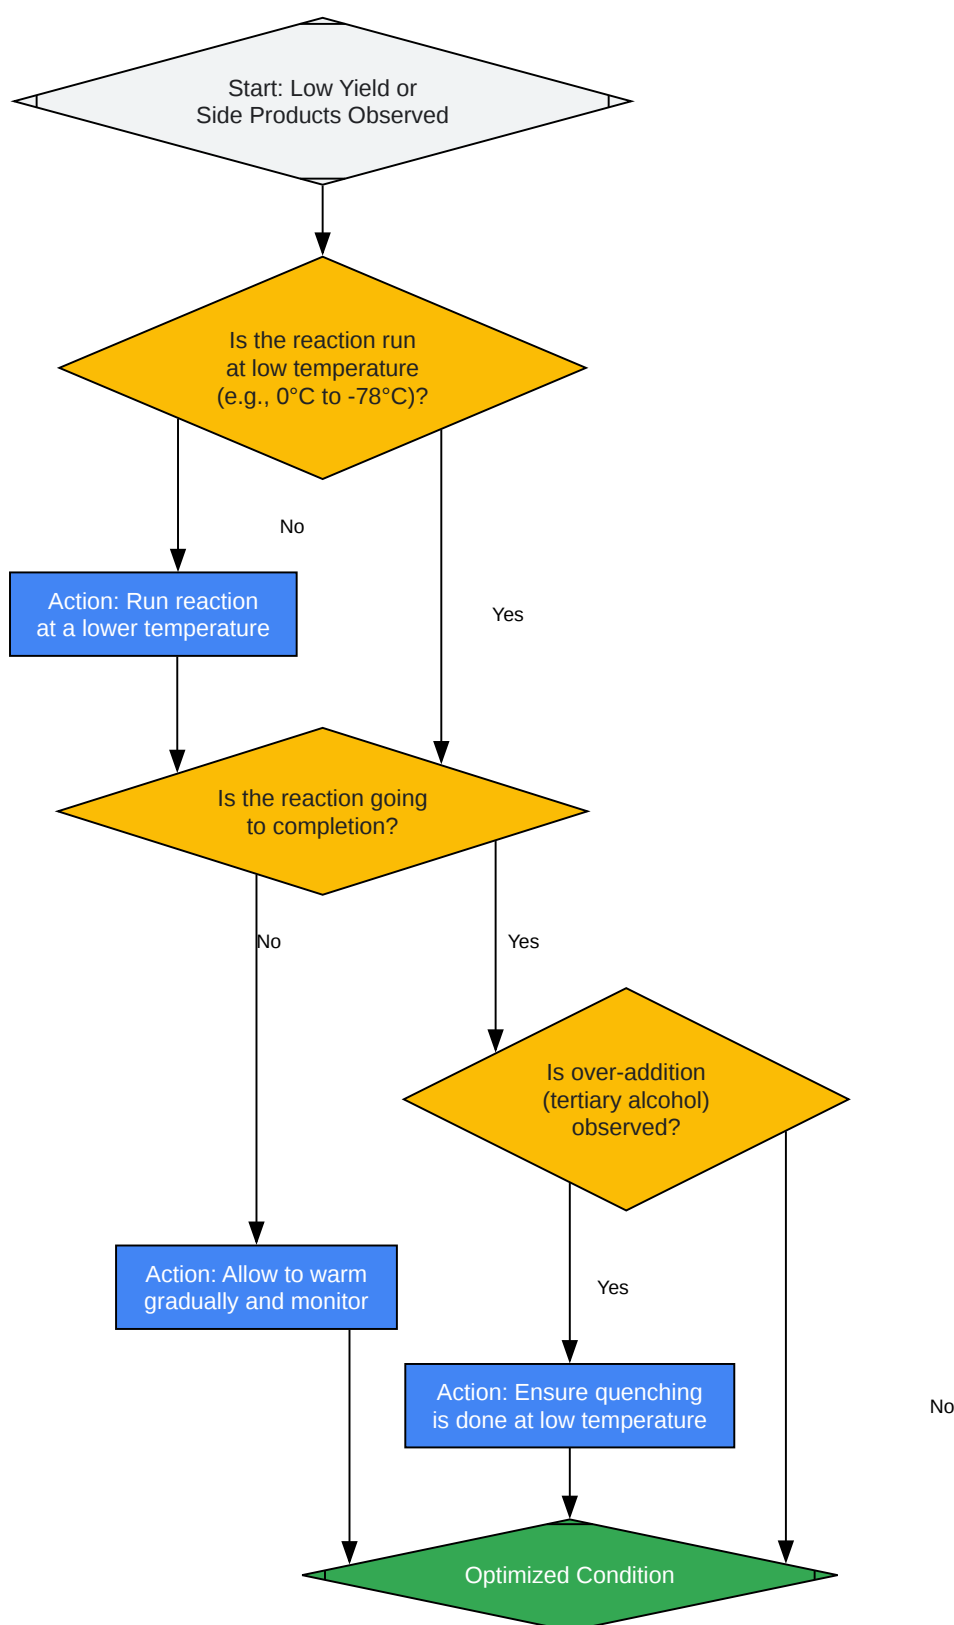 Start: Low Yield or
Side Products Observed
Is the reaction run
at low temperature
(e.g., 0°C to -78°C)?
No
Action: Run reaction
at a lower temperature
Yes
Is the reaction going
to completion?
No
Yes
Is over-addition
(tertiary alcohol)
observed?
Action: Allow to warm
gradually and monitor
Yes
Action: Ensure quenching
is done at low temperature
No
Optimized Condition